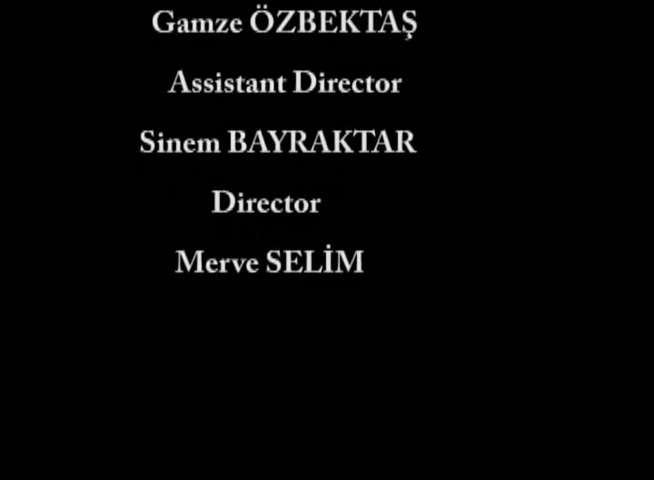 Gamze ÖZBEKTAŞ
Assistant Director
Sinem BAYRAKTAR
Director
Merve SELİM